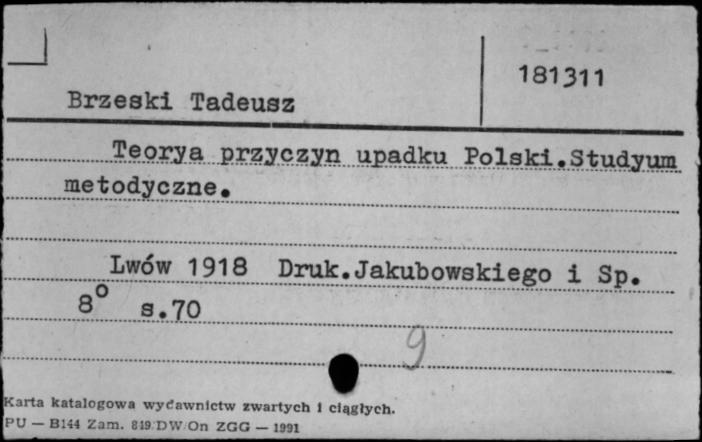 181311
Brzeski Tadeusz
Teorya przyczyn upadku Polski.Studyum
metodyczne.
Lwów 1918 Druk.Jakubowskiego i Sp.
8° s.70
9
Karta katalogowa wydawnictw zwartych i ciągłych.
PU — B144 Zam. 819/DW/On ZGG — 1991